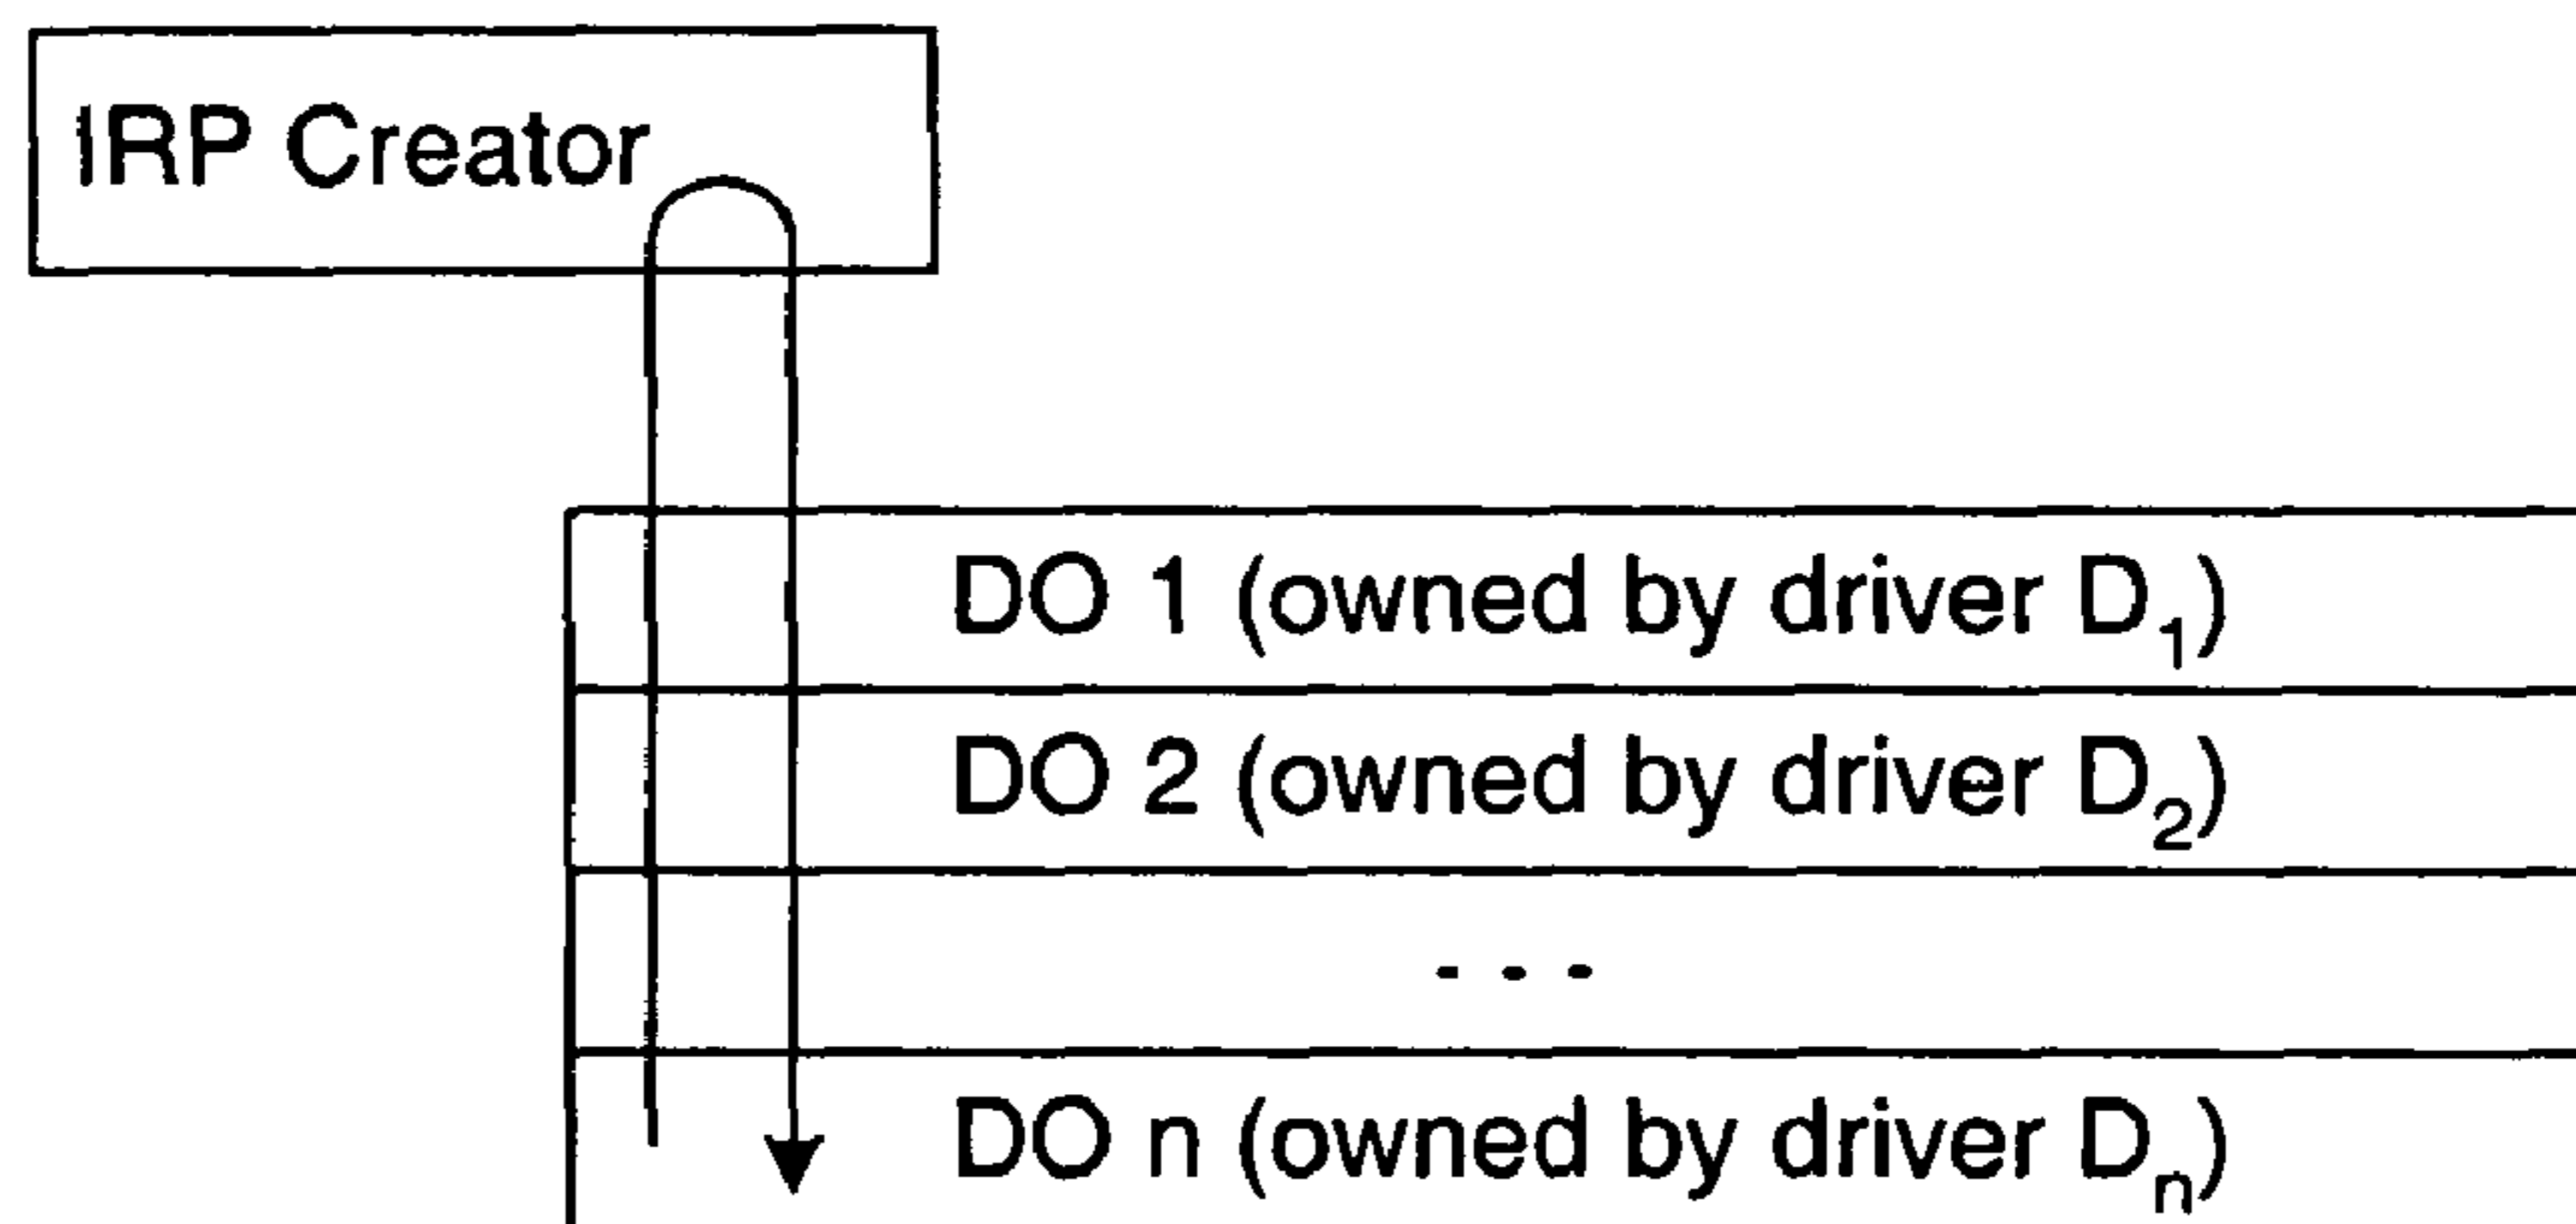 IRP Creator
DO 1 (owned by driver D₁)
DO 2 (owned by driver D₂)
. . .
DO n (owned by driver Dₙ)